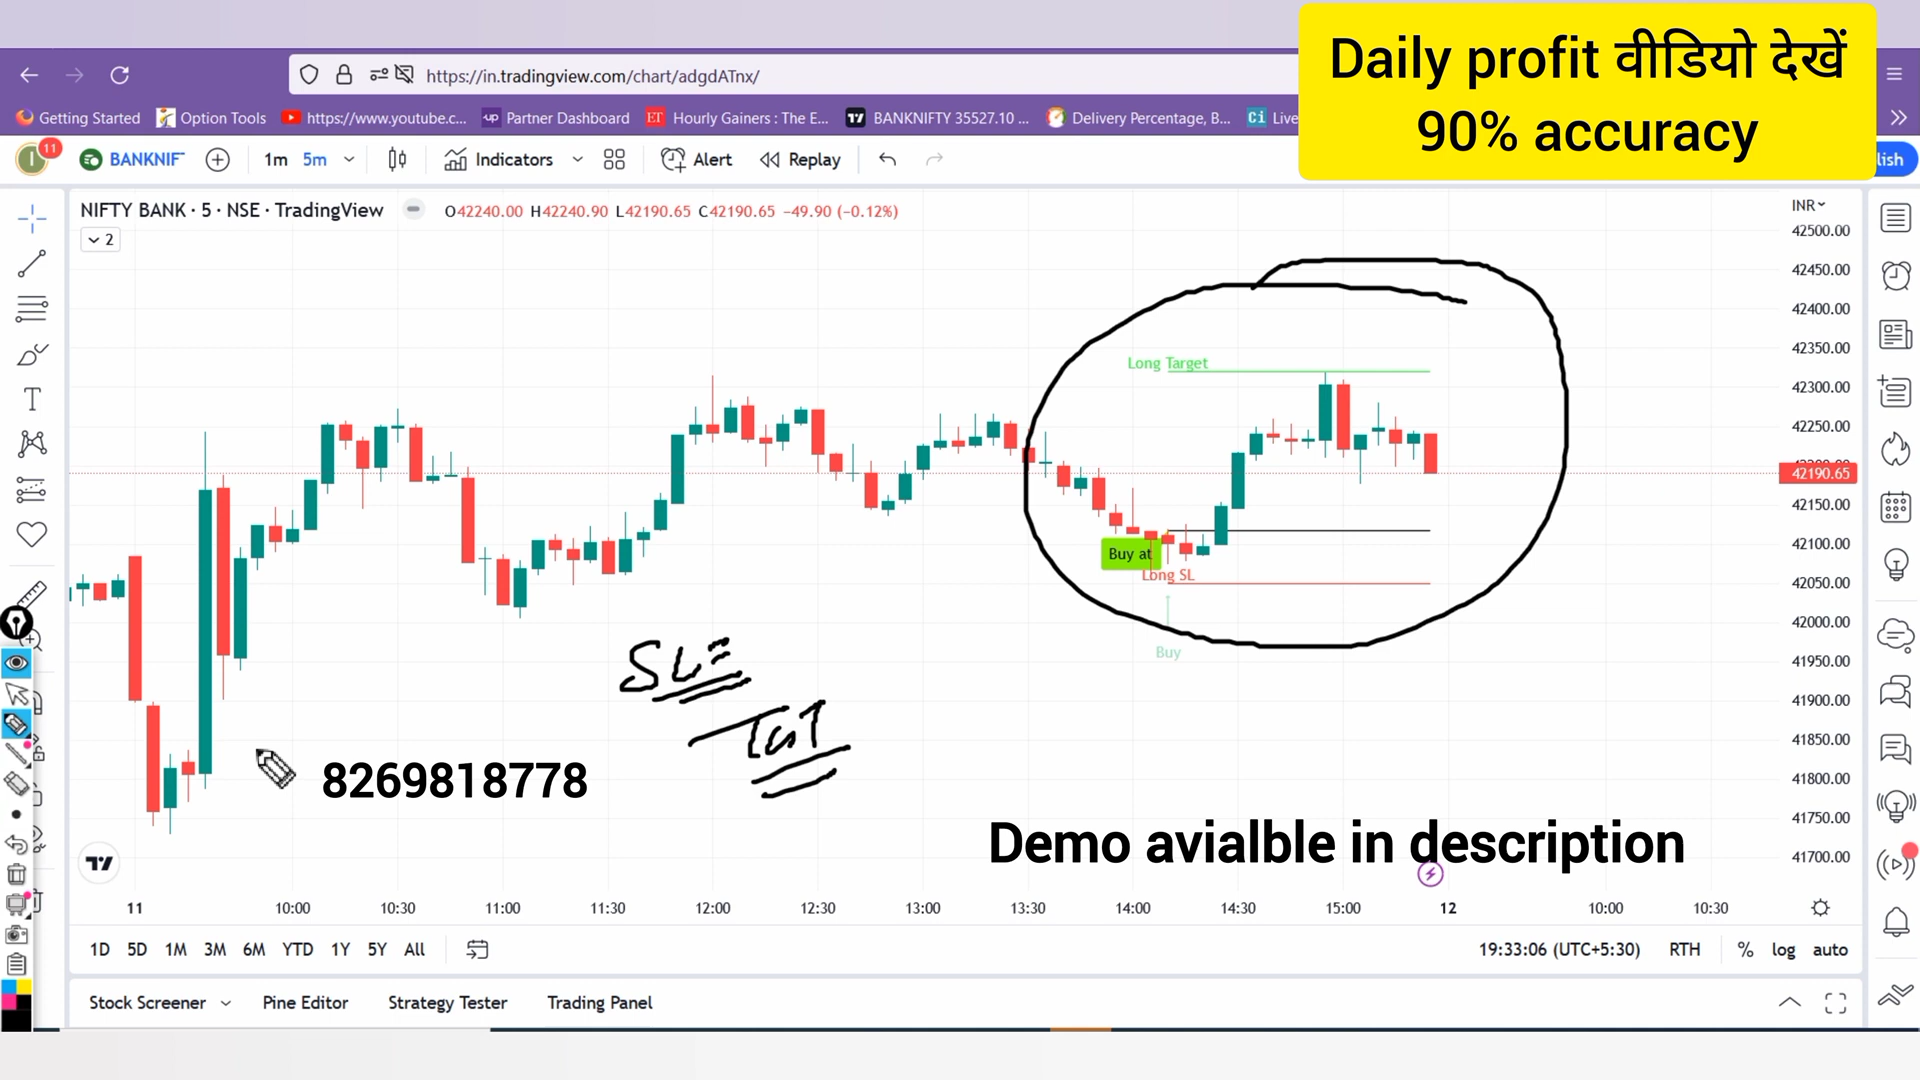 Daily profit वीडियो देखें
90% accuracy
https://in.tradingview.com/chart/adgdATnx/
Getting Started Option Tools https://www.youtube.c... Partner Dashboard Hourly Gainers : The E... BANKNIFTY 35527.10 ... Delivery Percentage, B... Live
11 BANKNIF 1m 5m Indicators Alert Replay lish
NIFTY BANK · 5 · NSE · TradingView O42240.00 H42240.90 L42190.65 C42190.65 −49.90 (−0.12%)
INR
2
42500.00
42450.00
42400.00
42350.00
Long Target
42300.00
42250.00
42190.65
42150.00
42100.00
Buy at
Long SL
42050.00
42000.00
Buy
41950.00
41900.00
41850.00
41800.00
41750.00
41700.00
SL
TGT
8269818778
Demo avialble in description
11 10:00 10:30 11:00 11:30 12:00 12:30 13:00 13:30 14:00 14:30 15:00 12 10:00 10:30
1D 5D 1M 3M 6M YTD 1Y 5Y All 19:33:06 (UTC+5:30) RTH % log auto
Stock Screener Pine Editor Strategy Tester Trading Panel